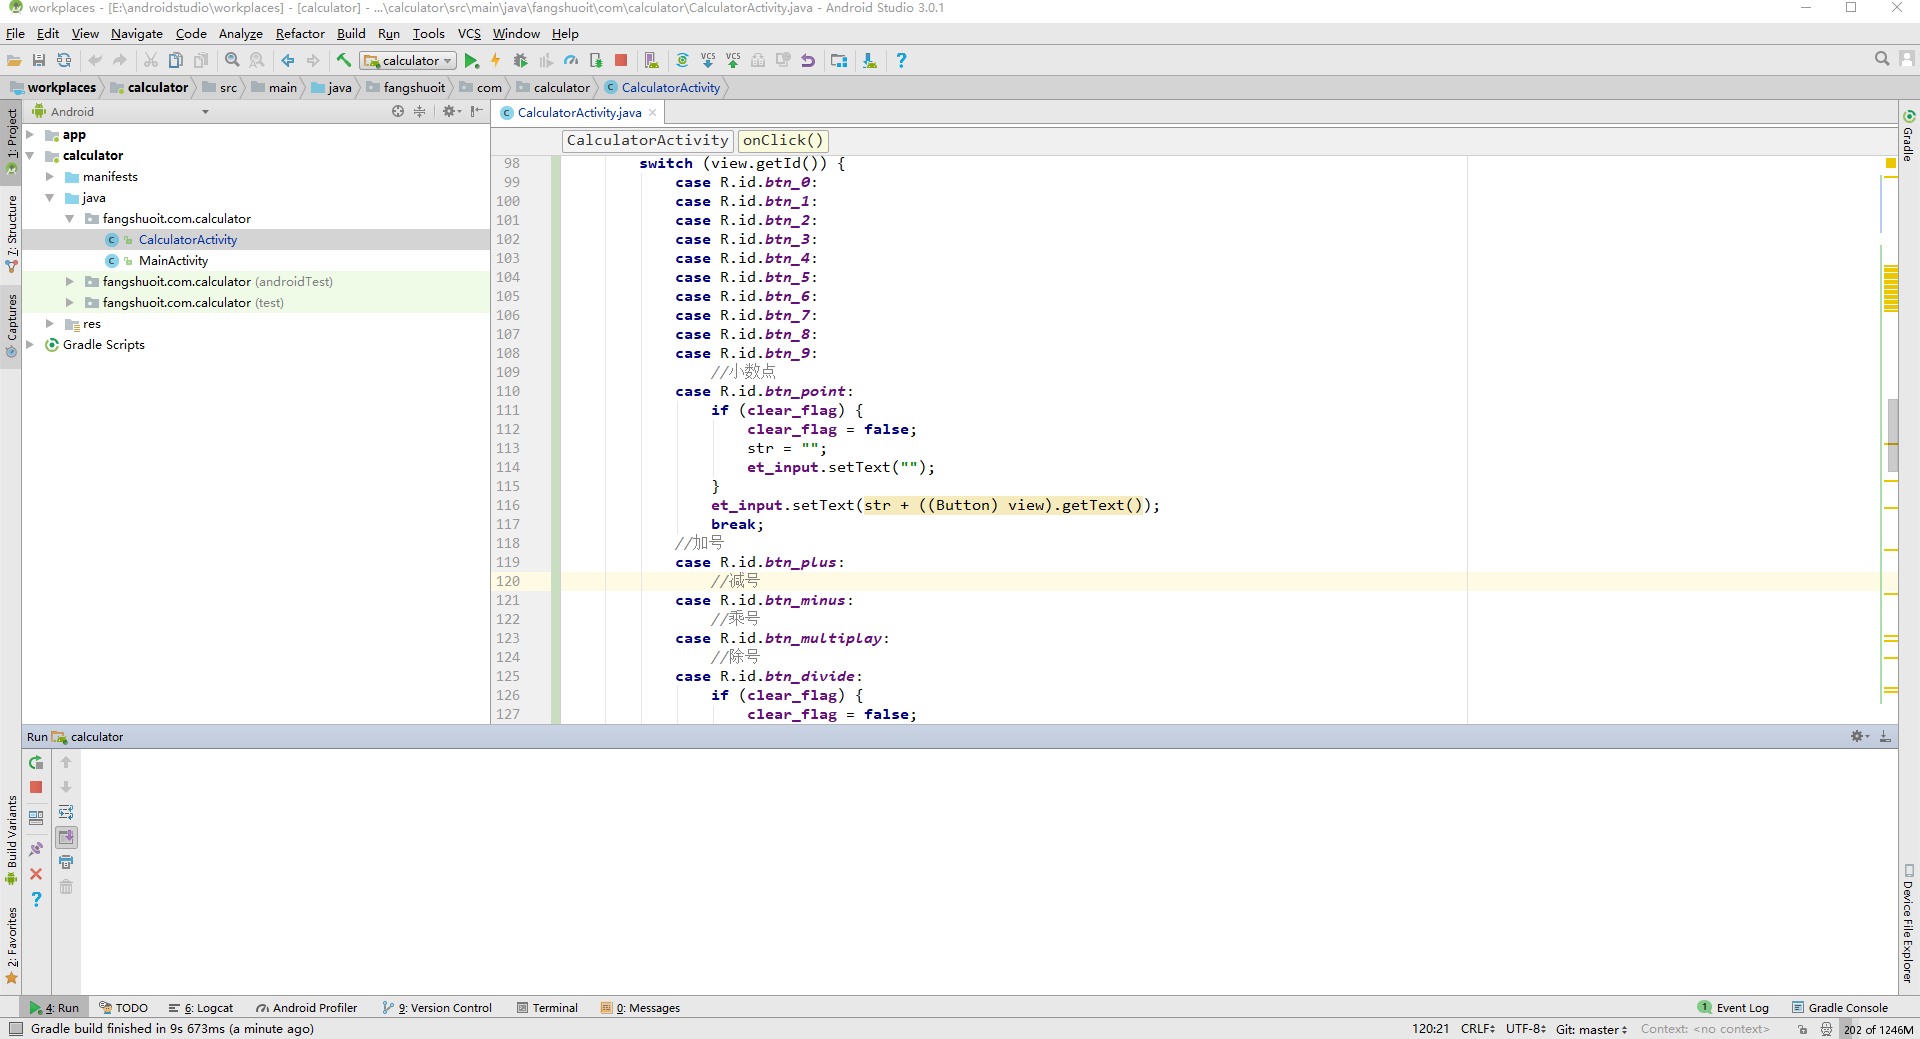 workplaces - [E:\androidstudio\workplaces] - [calculator] - ...\calculator\src\main\java\fangshuoit\com\calculator\CalculatorActivity.java - Android Studio 3.0.1
File Edit View Navigate Code Analyze Refactor Build Run Tools VCS Window Help
calculator
VCS VCS
workplaces calculator src main java fangshuoit com calculator CalculatorActivity
Android
CalculatorActivity.java
1: Project
7: Structure
Captures
Build Variants
2: Favorites
app
calculator
manifests
java
fangshuoit.com.calculator
CalculatorActivity
MainActivity
fangshuoit.com.calculator (androidTest)
fangshuoit.com.calculator (test)
res
Gradle Scripts
CalculatorActivity onClick()
98 switch (view.getId()) {
99 case R.id.btn_0:
100 case R.id.btn_1:
101 case R.id.btn_2:
102 case R.id.btn_3:
103 case R.id.btn_4:
104 case R.id.btn_5:
105 case R.id.btn_6:
106 case R.id.btn_7:
107 case R.id.btn_8:
108 case R.id.btn_9:
109 //小数点
110 case R.id.btn_point:
111 if (clear_flag) {
112 clear_flag = false;
113 str = "";
114 et_input.setText("");
115 }
116 et_input.setText(str + ((Button) view).getText());
117 break;
118 //加号
119 case R.id.btn_plus:
120 //减号
121 case R.id.btn_minus:
122 //乘号
123 case R.id.btn_multiplay:
124 //除号
125 case R.id.btn_divide:
126 if (clear_flag) {
127 clear_flag = false;
Gradle
Device File Explorer
Run calculator
4: Run TODO 6: Logcat Android Profiler 9: Version Control Terminal 0: Messages 1 Event Log Gradle Console
Gradle build finished in 9s 673ms (a minute ago) 120:21 CRLF UTF-8 Git: master Context: <no context> 202 of 1246M